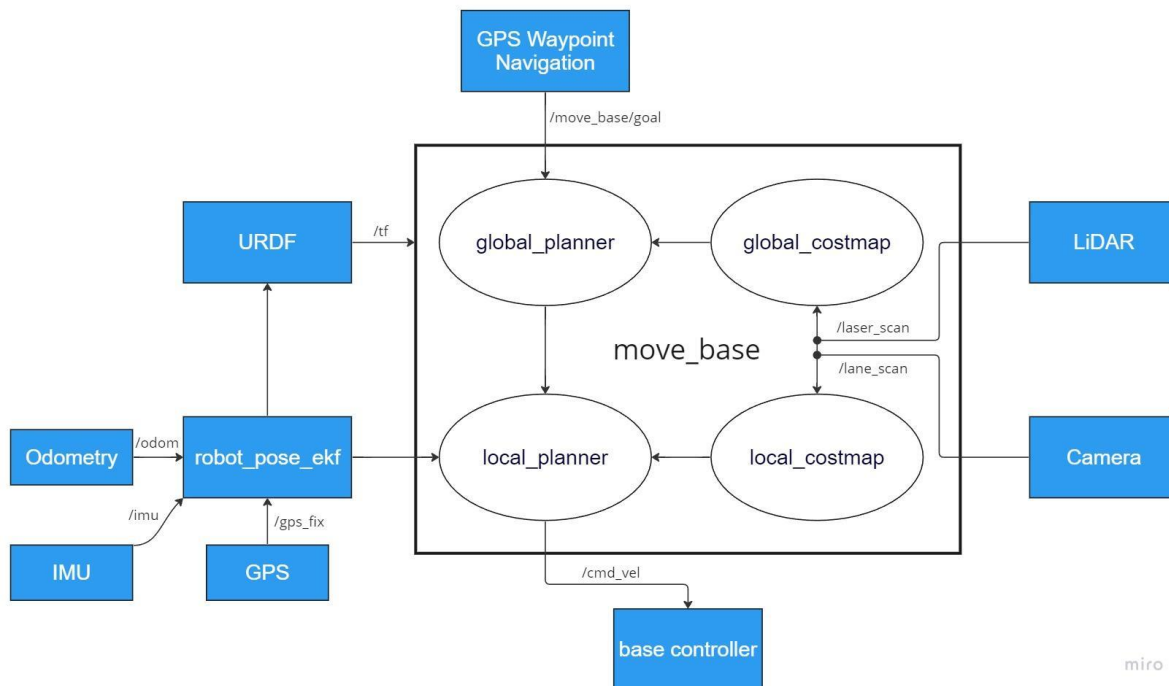 GPS Waypoint
Navigation
/move_base/goal
URDF
/tf
global_planner
global_costmap
LiDAR
/laser_scan
move_base
/lane_scan
Odometry
/odom
robot_pose_ekf
local_planner
local_costmap
Camera
/imu
/gps_fix
IMU
GPS
/cmd_vel
base controller
miro